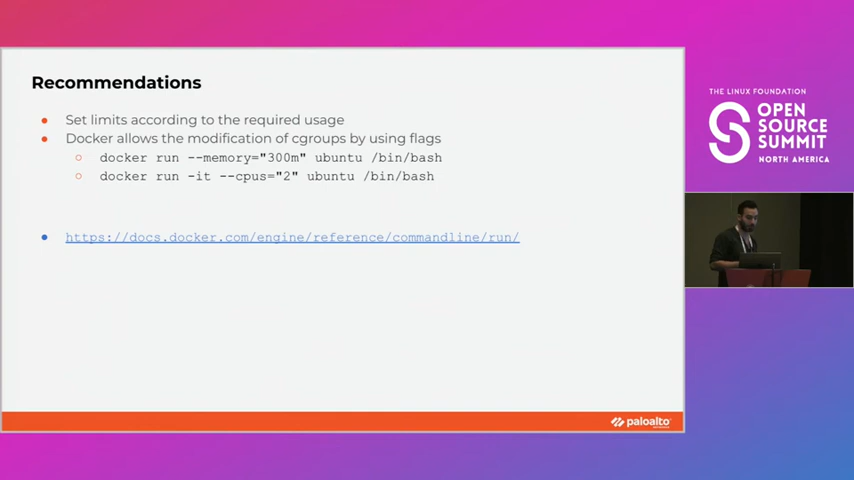 Recommendations
● Set limits according to the required usage
● Docker allows the modification of cgroups by using flags
○ docker run --memory="300m" ubuntu /bin/bash
○ docker run -it --cpus="2" ubuntu /bin/bash
● https://docs.docker.com/engine/reference/commandline/run/
paloalto
THE LINUX FOUNDATION
OPEN
SOURCE
SUMMIT
NORTH AMERICA